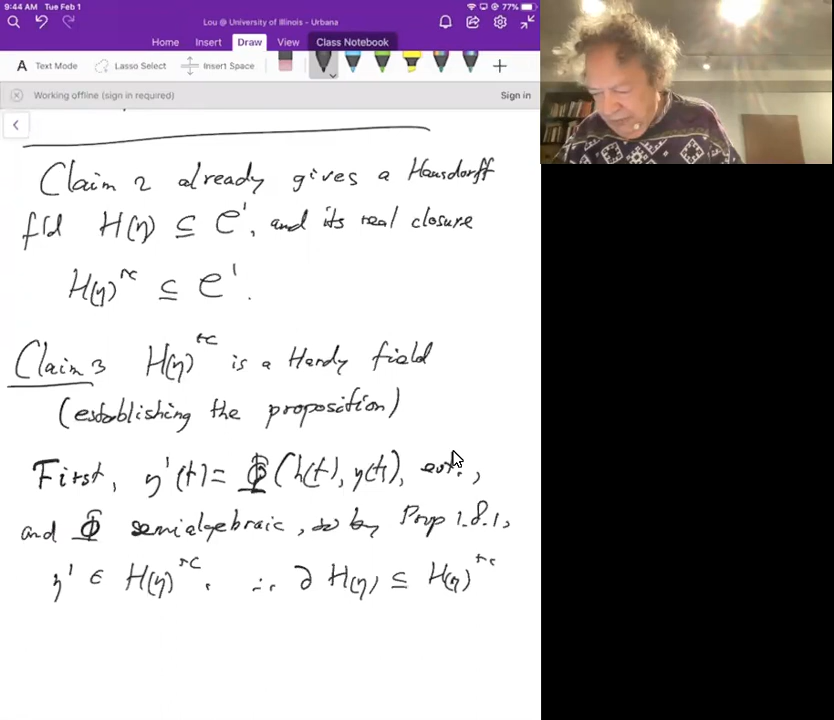 9:44 AM Tue Feb 1
77%
Lou @ University of Illinois - Urbana
Home Insert Draw View Class Notebook
A Text Mode Lasso Select Insert Space
Working offline (sign in required) Sign in
Claim 2 already gives a Hausdorff
fld H(y) ⊆ C¹, and its real closure
H(y)^rc ⊆ C¹.
Claim 3 H(y)^rc is a Hardy field
(establishing the proposition)
First, y'(t) = Φ(h(t), y(t)), evt.,
and Φ semialgebraic, so by Prop 1.8.1,
y' ∈ H(y)^rc. ∴ ∂ H(y) ⊆ H(y)^rc